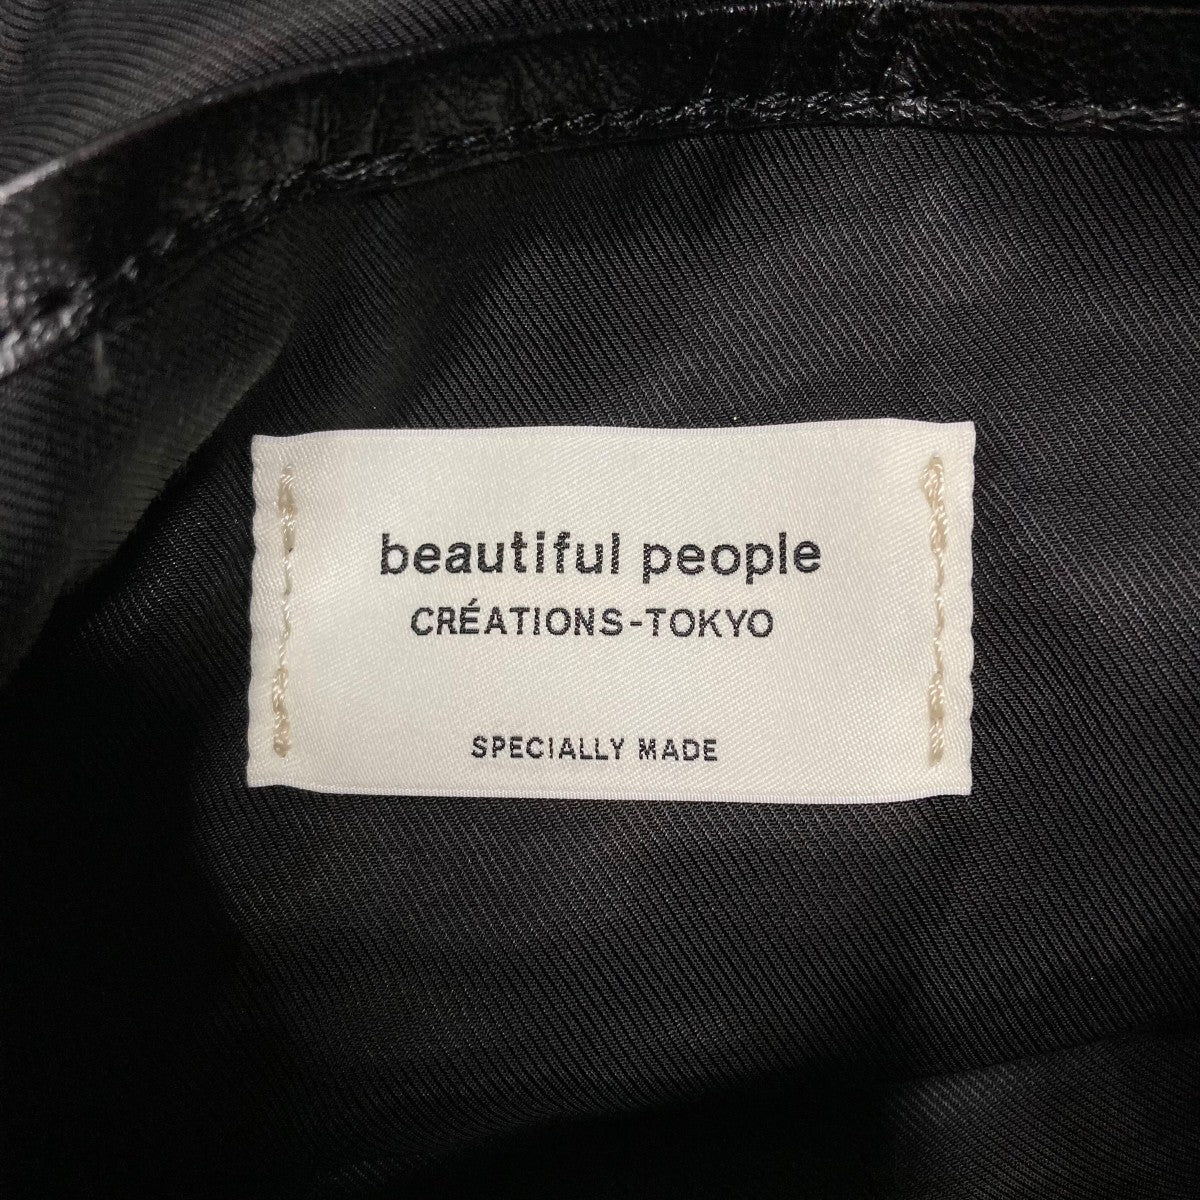 beautiful people
CRÉATIONS-TOKYO
SPECIALLY MADE